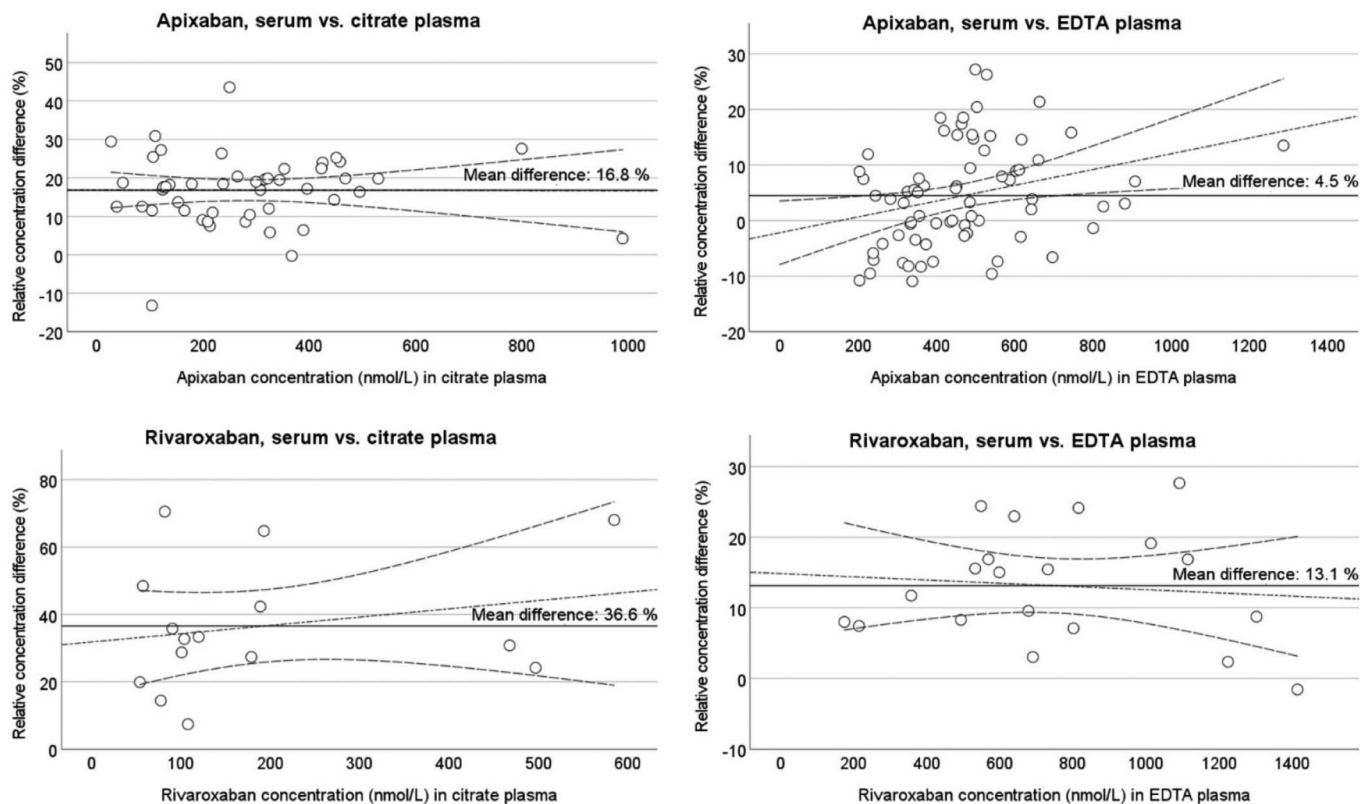 Apixaban, serum vs. citrate plasma
Relative concentration difference (%)
50
40
30
20
10
0
-10
-20
Mean difference: 16.8 %
0 200 400 600 800 1000
Apixaban concentration (nmol/L) in citrate plasma
Apixaban, serum vs. EDTA plasma
Relative concentration difference (%)
30
20
10
0
-10
-20
Mean difference: 4.5 %
0 200 400 600 800 1000 1200 1400
Apixaban concentration (nmol/L) in EDTA plasma
Rivaroxaban, serum vs. citrate plasma
Relative concentration difference (%)
80
60
40
20
0
Mean difference: 36.6 %
0 100 200 300 400 500 600
Rivaroxaban concentration (nmol/L) in citrate plasma
Rivaroxaban, serum vs. EDTA plasma
Relative concentration difference (%)
30
20
10
0
-10
Mean difference: 13.1 %
0 200 400 600 800 1000 1200 1400
Rivaroxaban concentration (nmol/L) in EDTA plasma